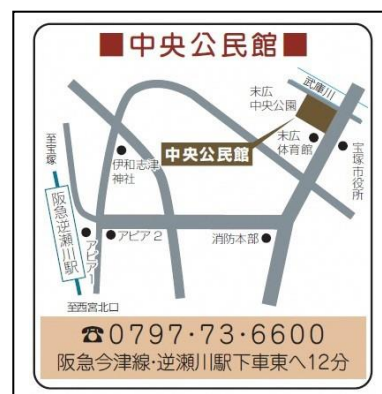 ■中央公民館■
武庫川
末広
中央公園
中央公民館
末広
体育館
宝塚市役所
伊和志津
神社
至宝塚
阪急逆瀬川駅
アピア1
アピア2
消防本部
至西宮北口
☎0797・73・6600
阪急今津線・逆瀬川駅下車東へ12分